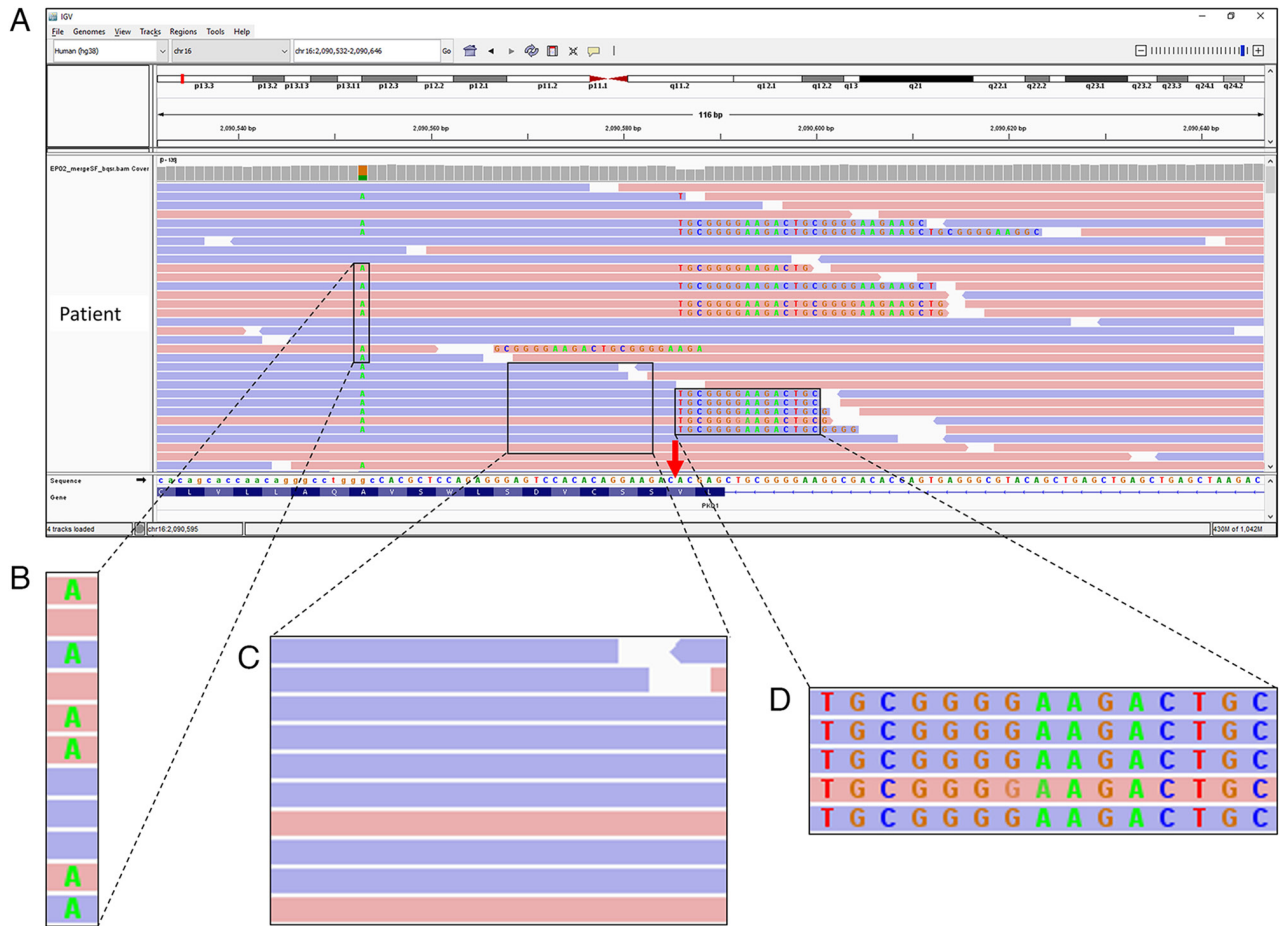 A
IGV
File Genomes View Tracks Regions Tools Help
Human (hg38) chr16 chr16:2,090,532-2,090,646 Go
p13.3 p13.2 p13.13 p13.11 p12.3 p12.2 p12.1 p11.2 p11.1 q11.2 q12.1 q12.2 q13 q21 q22.1 q22.2 q23.1 q23.2 q23.3 q24.1 q24.2
116 bp
2,090,540 bp 2,090,560 bp 2,090,580 bp 2,090,600 bp 2,090,620 bp 2,090,640 bp
EP02_mergeSF_bqsr.bam Cover
A T
A TGCGGGGAAGACTGCGGGGAAGAAGC
A TGCGGGGAAGACTGCGGGGAAGAAGCTGCGGGGAAGGC
A TGCGGGGAAGACTG
A TGCGGGGAAGACTGCGGGGAAGAAGCT
A TGCGGGGAAGACTGCGGGGAAGAAGCTG
A TGCGGGGAAGACTGCGGGGAAGAAGCTG
Patient
A GCGGGGAAGACTGCGGGGAAGA
A
A
A TGCGGGGAAGACTGC
A TGCGGGGAAGACTGC
A TGCGGGGAAGACTGCG
A TGCGGGGAAGACTGCG
A TGCGGGGAAGACTGCGGGG
A
Sequence cacagcaccaacagggcctgggcCACGCTCCAGAGGGAGTCCACACAGGAAGACACGAGCTGCGGGGAAGGCGACACGAGTGAGGGCGTACAGCTGAGCTGAGCTGAGCTAAGAC
Gene L V L L A Q A V S W L S D V C S S V L
PKD1
4 tracks loaded chr16:2,090,595 430M of 1,042M
B
A
A
A
A
A
A
C
D
TGCGGGGAAGACTGC
TGCGGGGAAGACTGC
TGCGGGGAAGACTGC
TGCGGGGAAGACTGC
TGCGGGGAAGACTGC